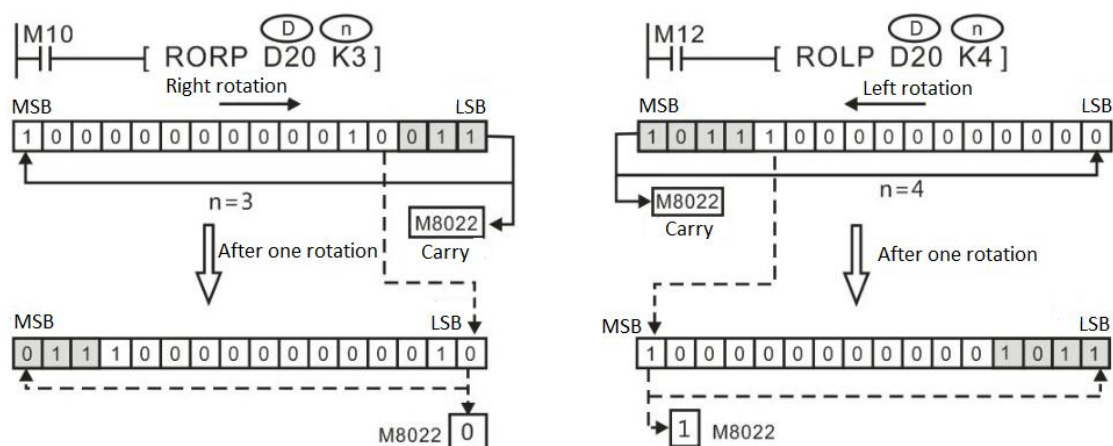 M10 D n
[ RORP D20 K3 ]
Right rotation
MSB LSB
1 0 0 0 0 0 0 0 0 0 0 1 0 0 1 1
n=3
M8022
Carry
After one rotation
MSB LSB
0 1 1 1 0 0 0 0 0 0 0 0 0 0 1 0
M8022 0
M12 D n
[ ROLP D20 K4 ]
Left rotation
MSB LSB
1 0 1 1 1 0 0 0 0 0 0 0 0 0 0 0
n=4
M8022
Carry
After one rotation
MSB LSB
1 0 0 0 0 0 0 0 0 0 0 0 1 0 1 1
1 M8022